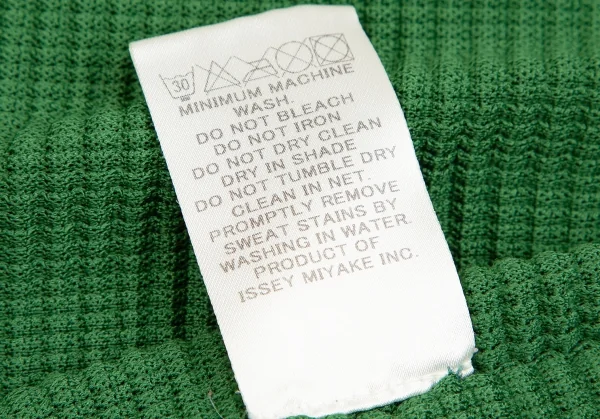 30
MINIMUM MACHINE
WASH.
DO NOT BLEACH
DO NOT IRON
DO NOT DRY CLEAN
DRY IN SHADE
DO NOT TUMBLE DRY
CLEAN IN NET.
PROMPTLY REMOVE
SWEAT STAINS BY
WASHING IN WATER.
PRODUCT OF
ISSEY MIYAKE INC.